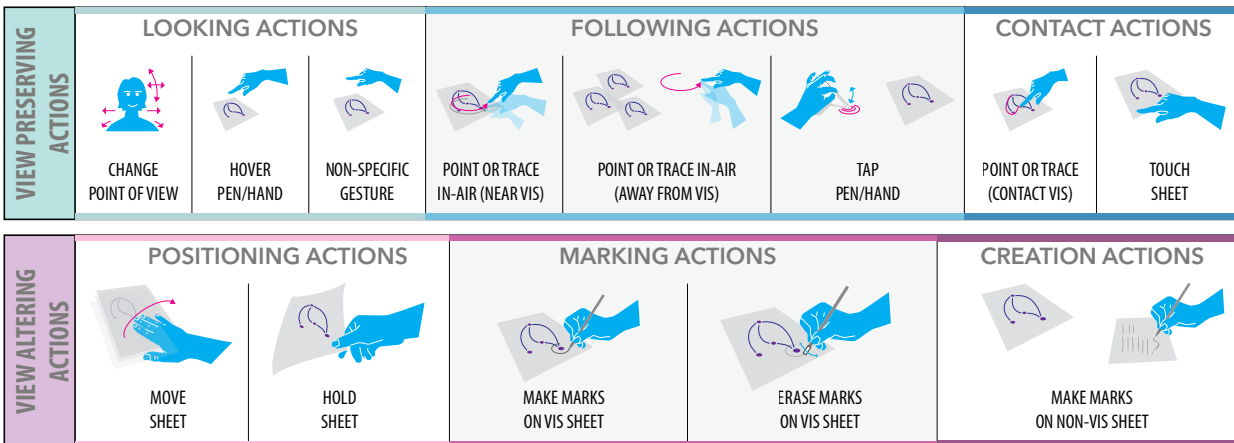 VIEW PRESERVING
ACTIONS
LOOKING ACTIONS
CHANGE
POINT OF VIEW
HOVER
PEN/HAND
NON-SPECIFIC
GESTURE
FOLLOWING ACTIONS
POINT OR TRACE
IN-AIR (NEAR VIS)
POINT OR TRACE IN-AIR
(AWAY FROM VIS)
TAP
PEN/HAND
CONTACT ACTIONS
POINT OR TRACE
(CONTACT VIS)
TOUCH
SHEET
VIEW ALTERING
ACTIONS
POSITIONING ACTIONS
MOVE
SHEET
HOLD
SHEET
MARKING ACTIONS
MAKE MARKS
ON VIS SHEET
ERASE MARKS
ON VIS SHEET
CREATION ACTIONS
MAKE MARKS
ON NON-VIS SHEET